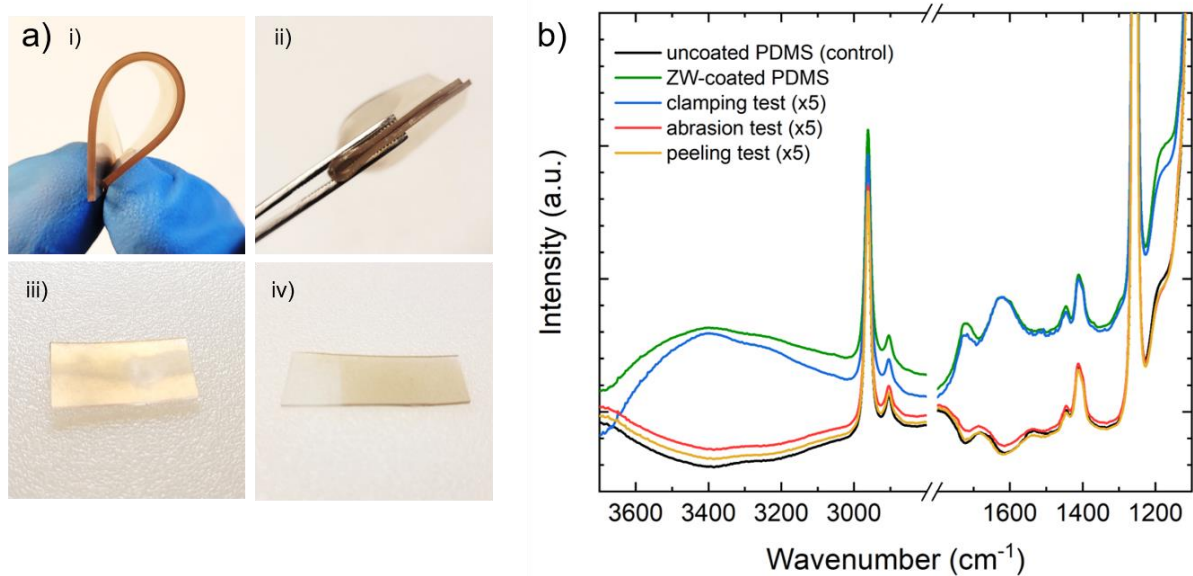 a)
i)
ii)
iii)
iv)
b)
uncoated PDMS (control)
ZW-coated PDMS
clamping test (x5)
abrasion test (x5)
peeling test (x5)
Intensity (a.u.)
3600 3400 3200 3000 1600 1400 1200
Wavenumber (cm⁻¹)